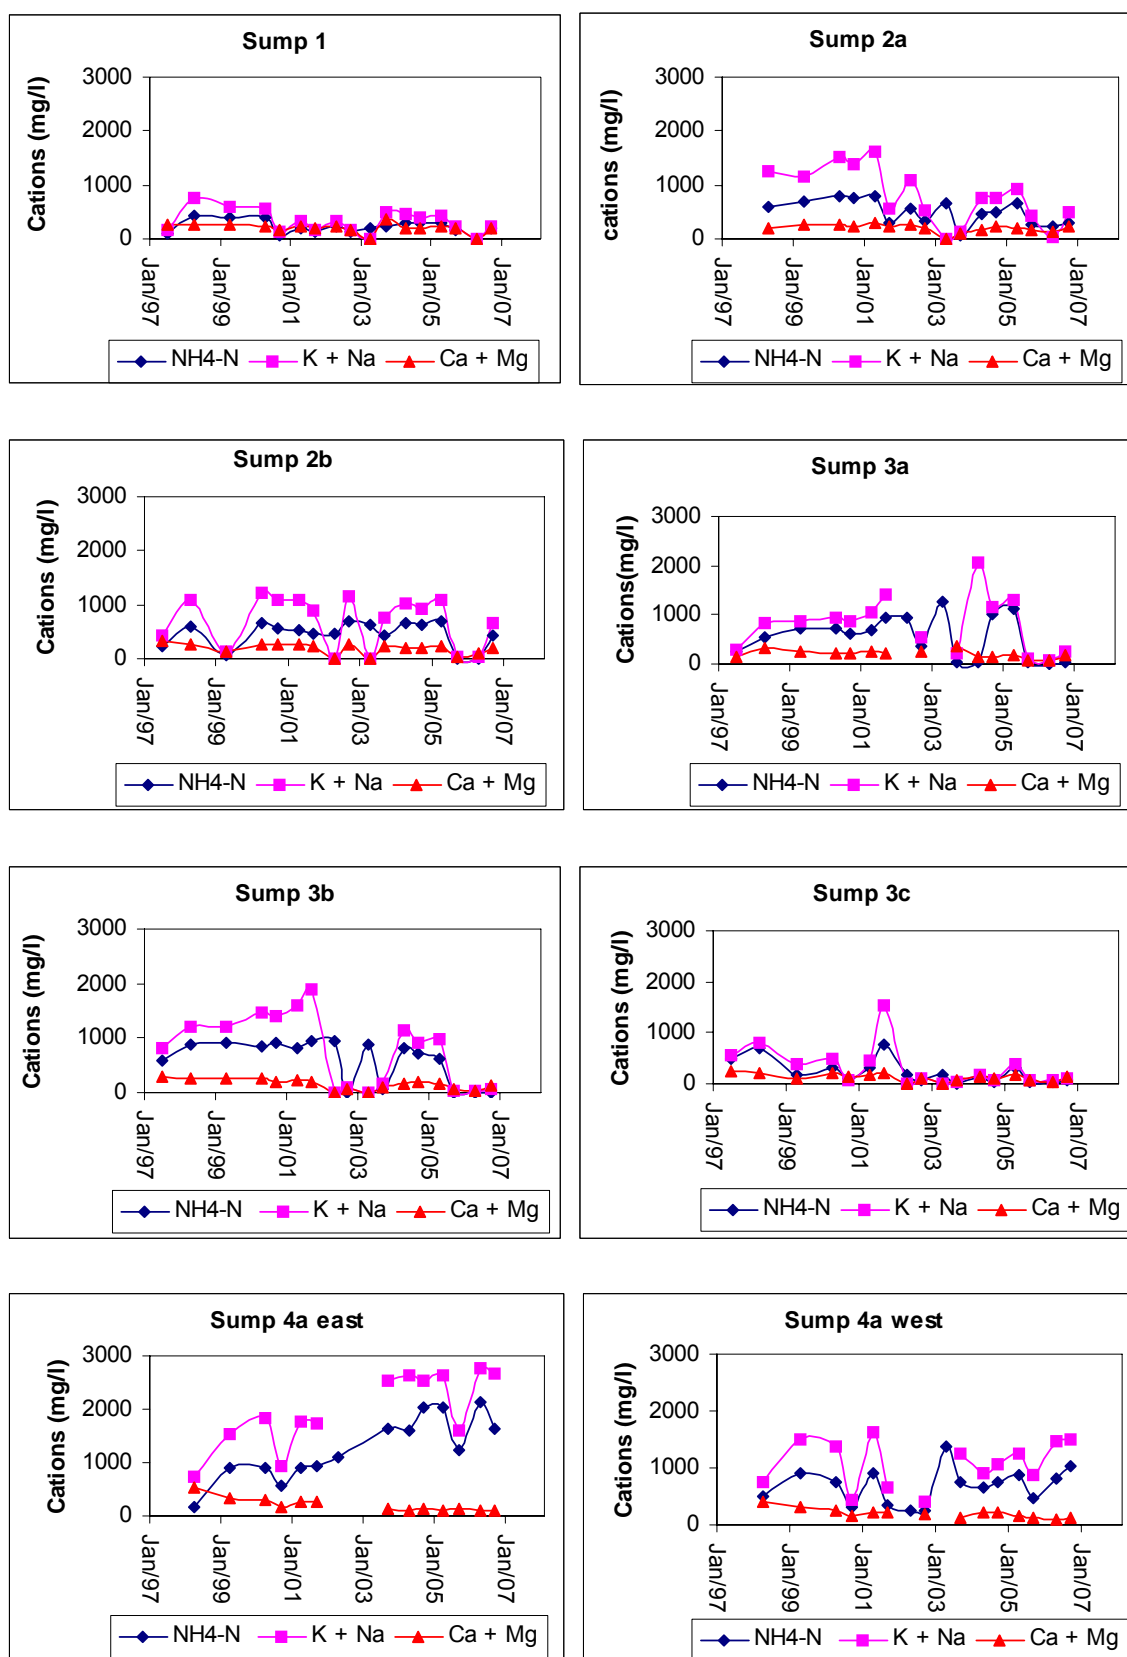 Sump 1
Cations (mg/l)
3000
2000
1000
0
Jan/97
Jan/99
Jan/01
Jan/03
Jan/05
Jan/07
NH4-N K + Na Ca + Mg
Sump 2a
cations (mg/l)
3000
2000
1000
0
Jan/97
Jan/99
Jan/01
Jan/03
Jan/05
Jan/07
NH4-N K + Na Ca + Mg
Sump 2b
Cations (mg/l)
3000
2000
1000
0
Jan/97
Jan/99
Jan/01
Jan/03
Jan/05
Jan/07
NH4-N K + Na Ca + Mg
Sump 3a
Cations(mg/l)
3000
2000
1000
0
Jan/97
Jan/99
Jan/01
Jan/03
Jan/05
Jan/07
NH4-N K + Na Ca + Mg
Sump 3b
Cations (mg/l)
3000
2000
1000
0
Jan/97
Jan/99
Jan/01
Jan/03
Jan/05
Jan/07
NH4-N K + Na Ca + Mg
Sump 3c
Cations (mg/l)
3000
2000
1000
0
Jan/97
Jan/99
Jan/01
Jan/03
Jan/05
Jan/07
NH4-N K + Na Ca + Mg
Sump 4a east
Cations (mg/l)
3000
2000
1000
0
Jan/97
Jan/99
Jan/01
Jan/03
Jan/05
Jan/07
NH4-N K + Na Ca + Mg
Sump 4a west
Cations (mg/l)
3000
2000
1000
0
Jan/97
Jan/99
Jan/01
Jan/03
Jan/05
Jan/07
NH4-N K + Na Ca + Mg